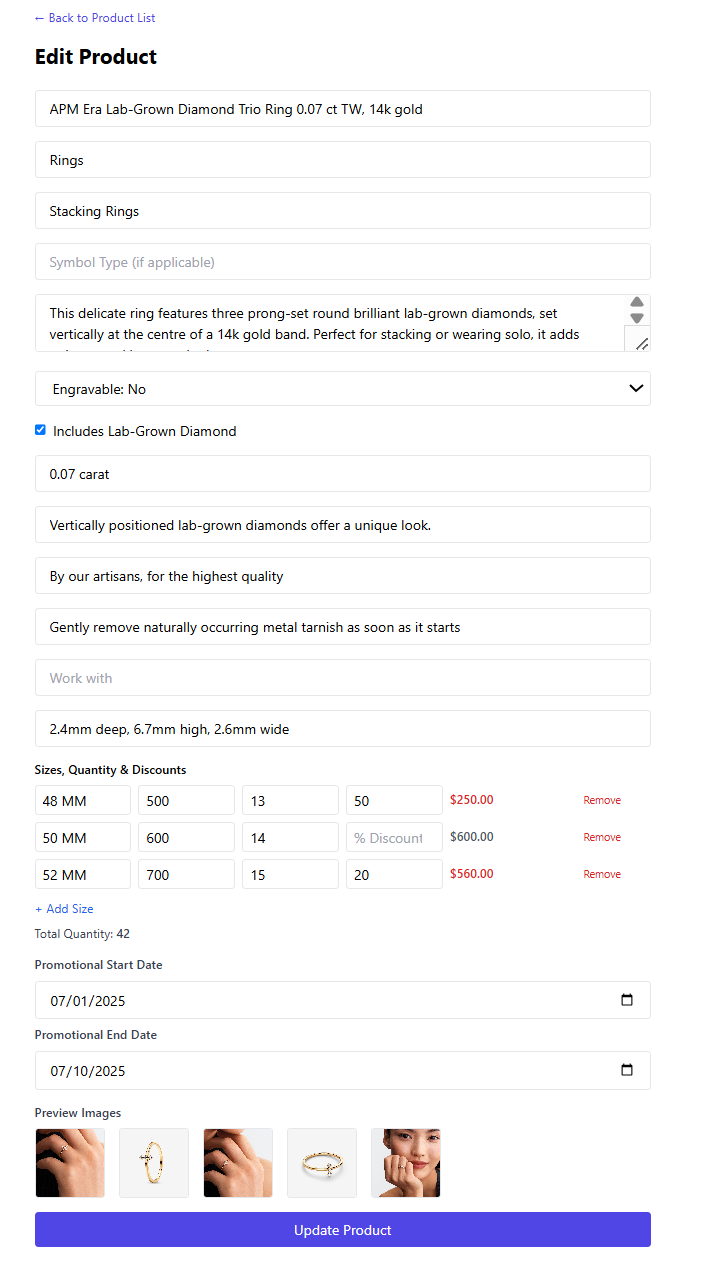 ← Back to Product List
Edit Product
APM Era Lab-Grown Diamond Trio Ring 0.07 ct TW, 14k gold
Rings
Stacking Rings
Symbol Type (if applicable)
This delicate ring features three prong-set round brilliant lab-grown diamonds, set
vertically at the centre of a 14k gold band. Perfect for stacking or wearing solo, it adds
Engravable: No
Includes Lab-Grown Diamond
0.07 carat
Vertically positioned lab-grown diamonds offer a unique look.
By our artisans, for the highest quality
Gently remove naturally occurring metal tarnish as soon as it starts
Work with
2.4mm deep, 6.7mm high, 2.6mm wide
Sizes, Quantity & Discounts
48 MM 500 13 50 $250.00 Remove
50 MM 600 14 % Discount $600.00 Remove
52 MM 700 15 20 $560.00 Remove
+ Add Size
Total Quantity: 42
Promotional Start Date
07/01/2025
Promotional End Date
07/10/2025
Preview Images
Update Product